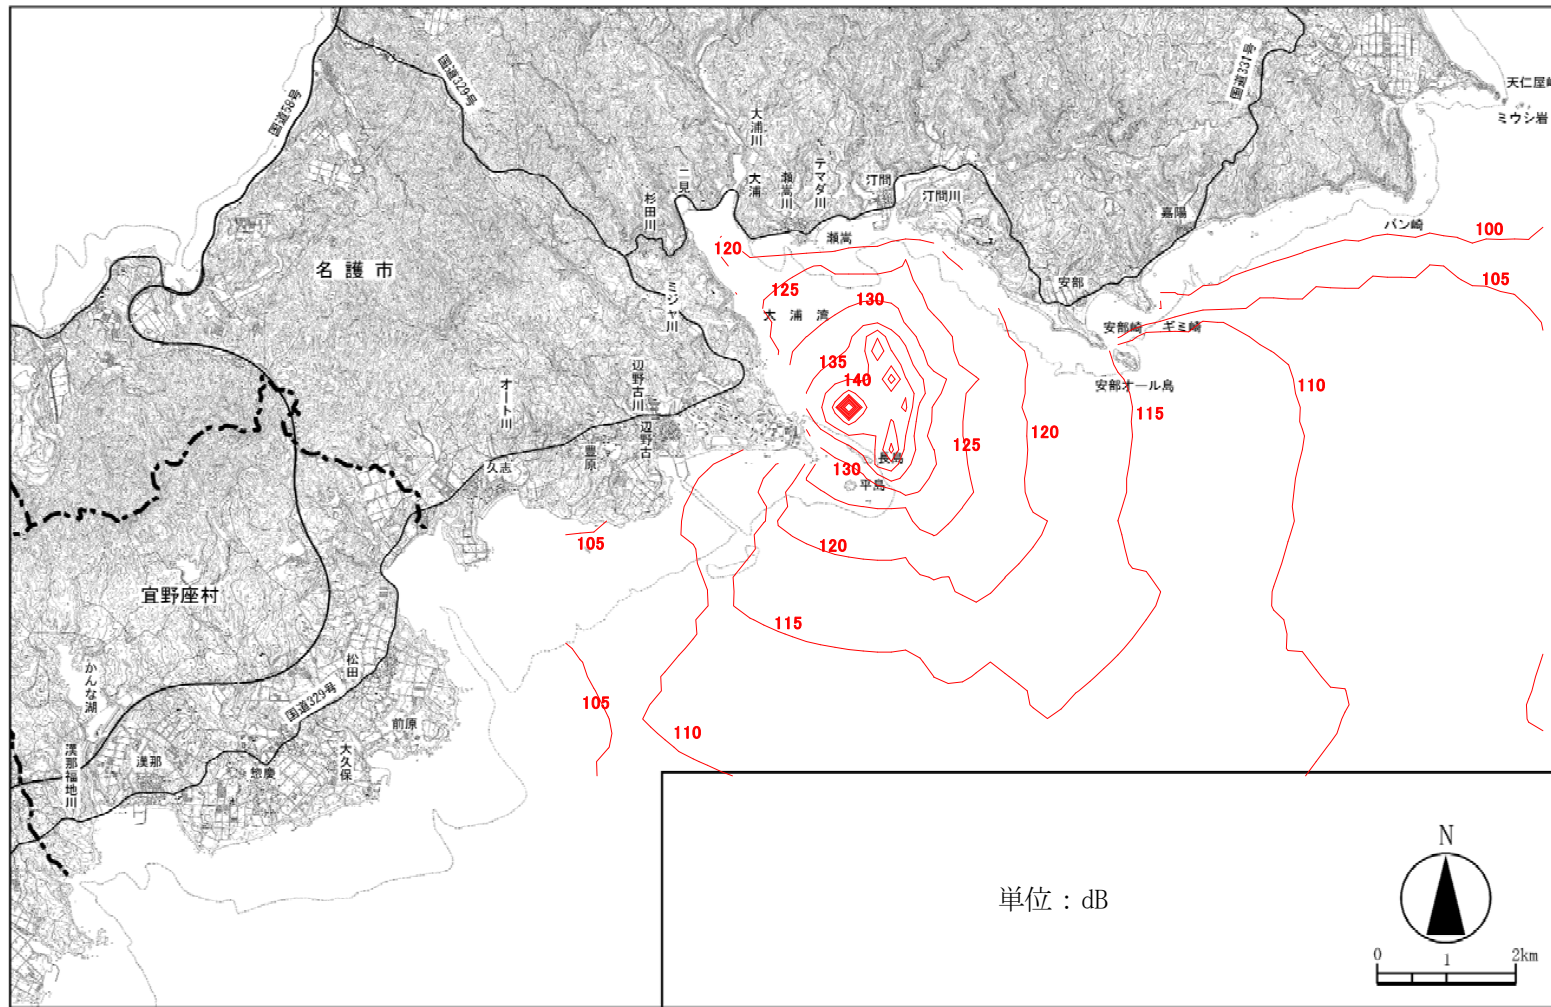 天仁屋崎
ミウシ岩
国道331号
国道329号
国道58号
大浦川
テマダ川
瀬嵩川
大浦
汀間
汀間川
二見
杉田川
嘉陽
バン崎
瀬嵩
名護市
100
120
105
安部
125
130
ミジャ川
大浦湾
安部崎
ギミ崎
135
140
110
安部オール島
辺野古川
オート川
115
120
125
辺野古
豊原
久志
長島
130
平島
105
120
宜野座村
115
松田
かんな湖
国道329号
105
前原
110
大久保
漢那福地川
漢那
惣慶
単位：dB
N
0
1
2km